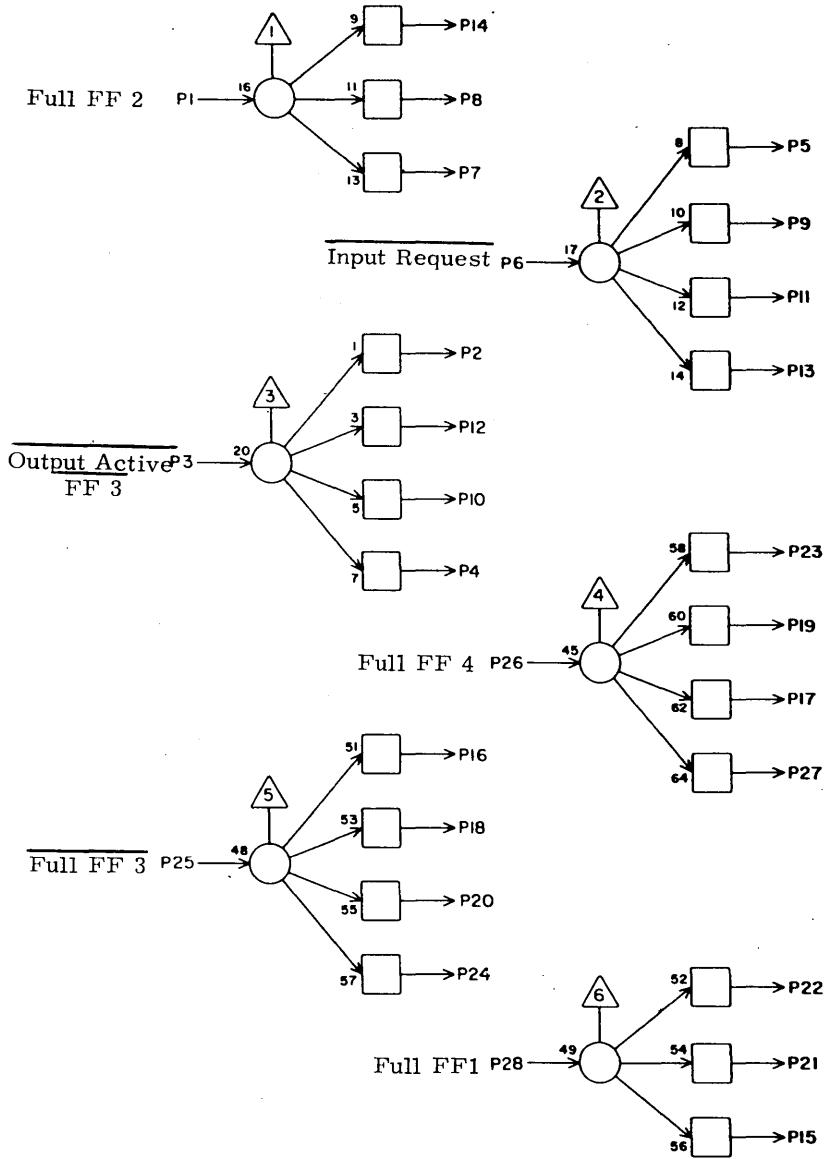 1
9 P14
Full FF 2 P1 16 11 P8
13 P7
8 P5
2
10 P9
Input Request P6 17
12 P11
14 P13
1 P2
3
3 P12
Output Active P3 20
FF 3
5 P10
7 P4
58 P23
4
60 P19
Full FF 4 P26 45
62 P17
64 P27
51 P16
5
53 P18
Full FF 3 P25 48
55 P20
57 P24
52 P22
6
Full FF1 P28 49 54 P21
56 P15